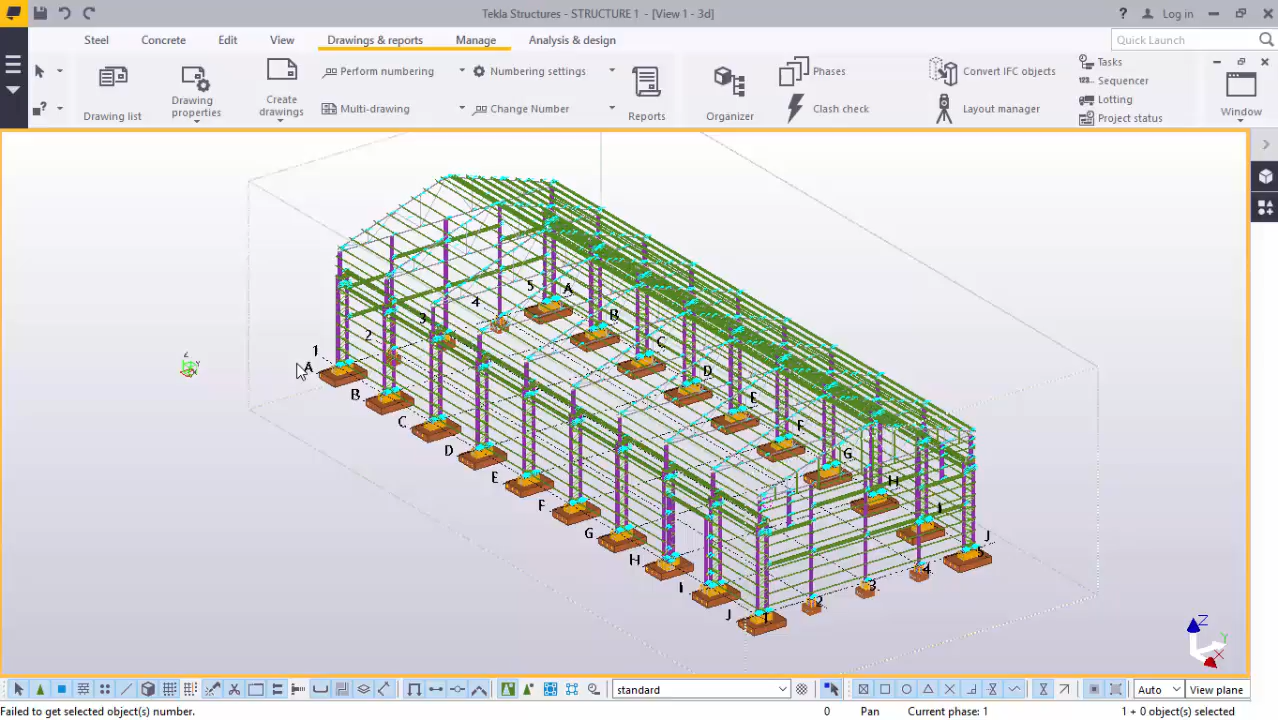 Tekla Structures - STRUCTURE 1 - [View 1 - 3d]
? Log in
Steel Concrete Edit View Drawings & reports Manage Analysis & design
Quick Launch
Drawing list
Drawing properties
Create drawings
Perform numbering
Multi-drawing
Numbering settings
Change Number
Reports
Organizer
Phases
Clash check
Convert IFC objects
Layout manager
Tasks
Sequencer
Lotting
Project status
Window
1 2 3 4 5
A B C D E F G H I J
A B C D E F G H I J
1 2 3 4 5
Z Y X
standard
Auto
View plane
Failed to get selected object(s) number.
0
Pan
Current phase: 1
1 + 0 object(s) selected